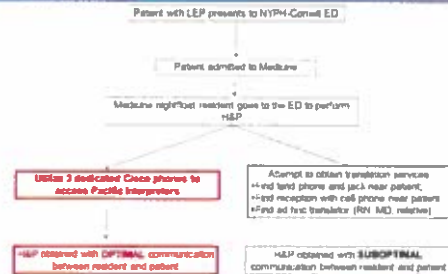 Patient with LEP presents to NYPH-Cornell ED
Patient admitted to Medicine
Medicine nightfloat resident goes to the ED to perform
H&P
Utilize 2 dedicated Cisco phones to
access Pacific Interpreters
Attempt to obtain translation services
•Find land phone and jack near patient,
•Find reception with cell phone near patient
•Find ad hoc translator (RN, MD, relative)
H&P obtained with OPTIMAL communication
between resident and patient
H&P obtained with SUBOPTIMAL
communication between resident and patient